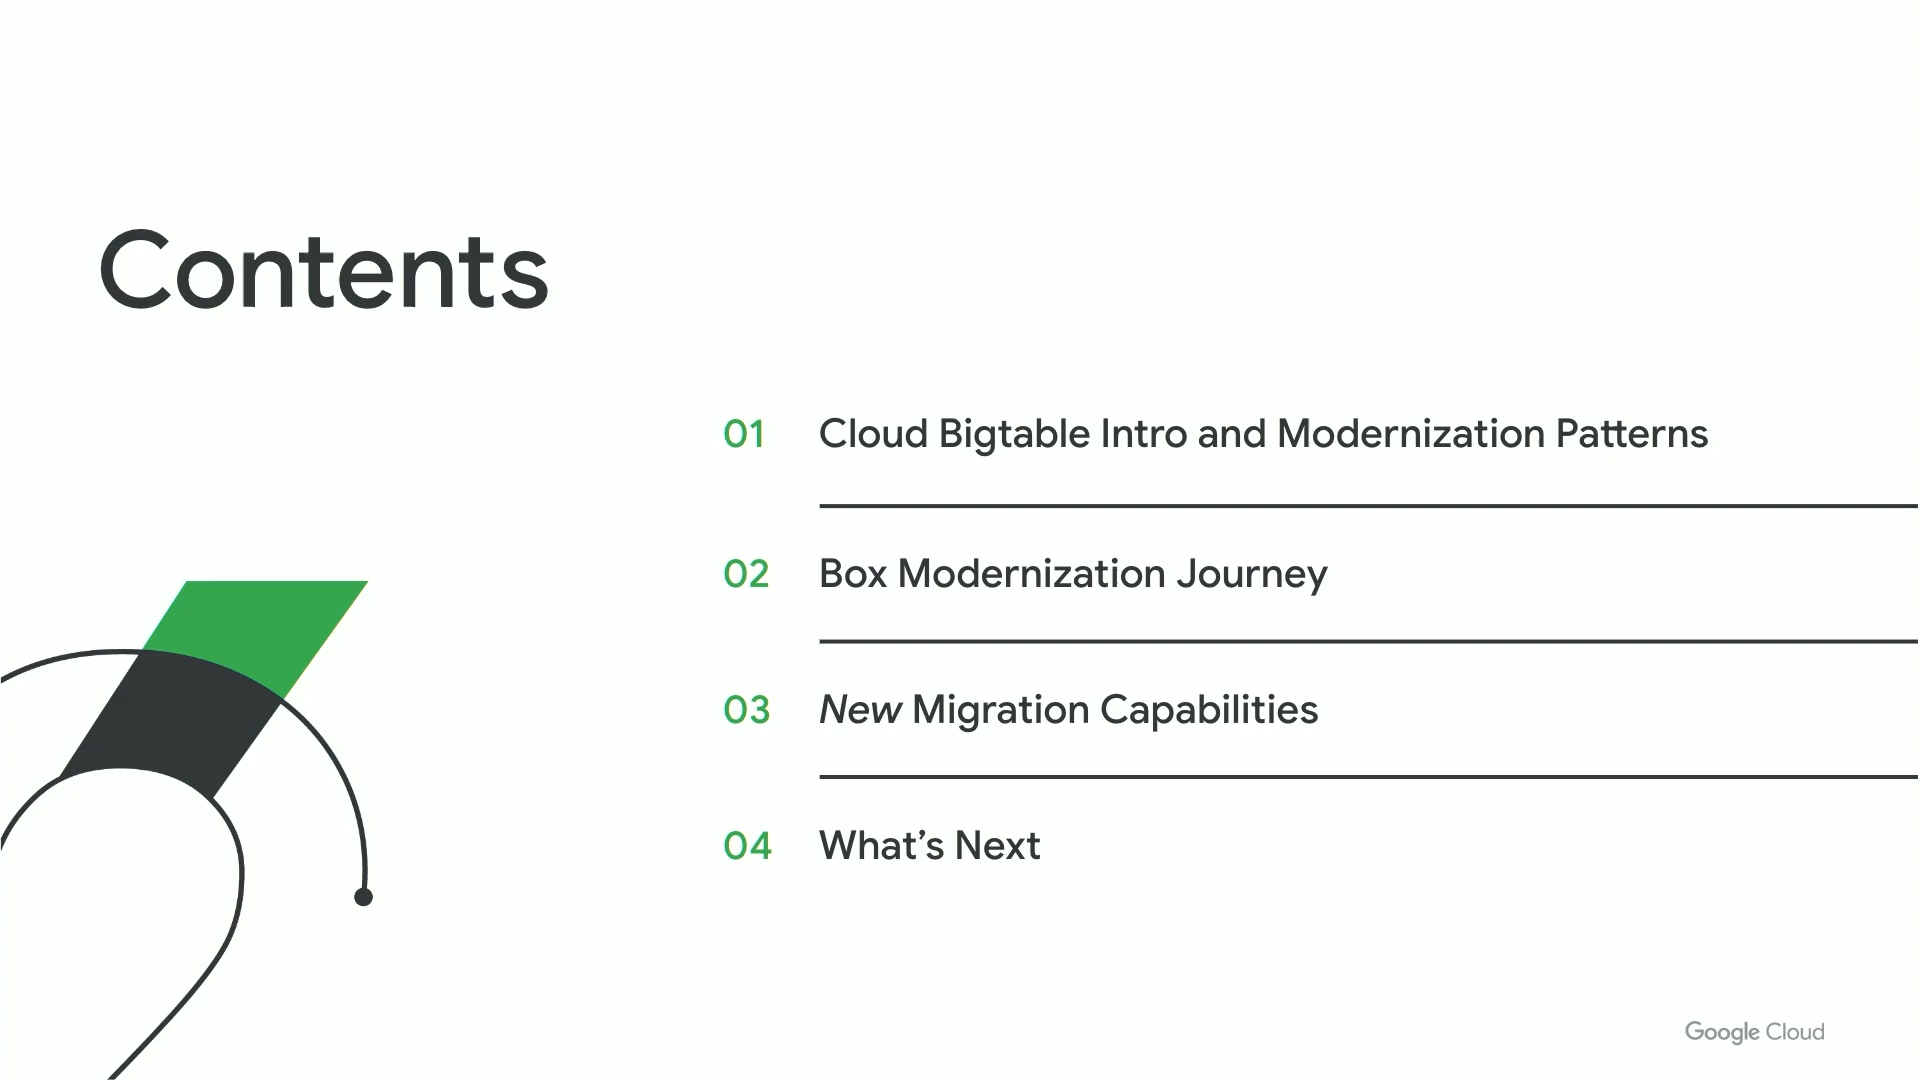 Contents
01 Cloud Bigtable Intro and Modernization Patterns
02 Box Modernization Journey
03 New Migration Capabilities
04 What’s Next
Google Cloud